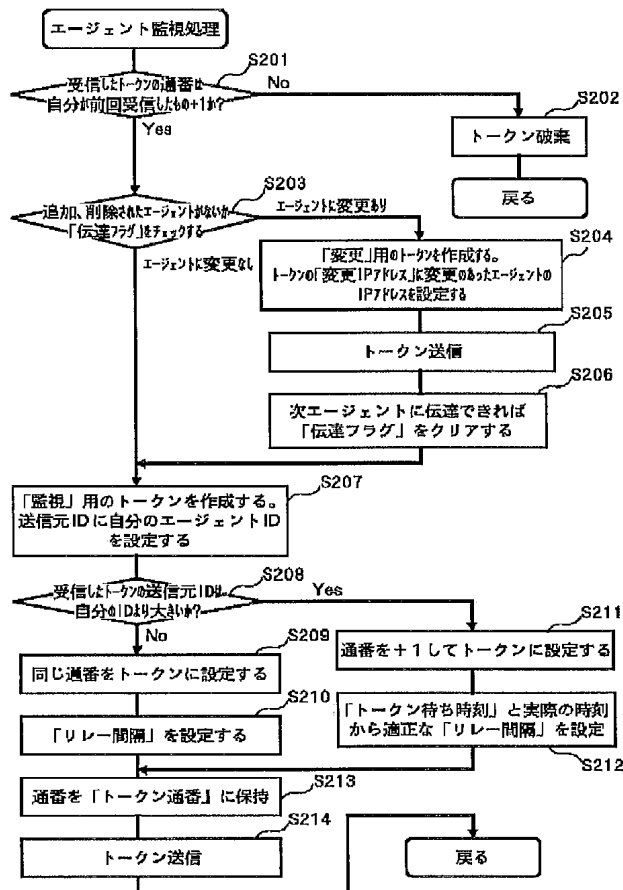 エージェント監視処理
S201
受信したトークンの通番は
自分が前回受信したもの+1か?
No
Yes
S202
トークン破棄
戻る
S203
追加、削除されたエージェントがないか
「伝達フラグ」をチェックする
エージェントに変更あり
エージェントに変更なし
S204
「変更」用のトークンを作成する。
トークンの「変更IPアドレス」に変更のあったエージェントの
IPアドレスを設定する
S205
トークン送信
S206
次エージェントに伝達できれば
「伝達フラグ」をクリアする
S207
「監視」用のトークンを作成する。
送信元IDに自分のエージェントID
を設定する
S208
受信したトークンの送信元IDは
自分のIDより大きいか?
Yes
No
S209
同じ通番をトークンに設定する
S210
「リレー間隔」を設定する
S211
通番を+1してトークンに設定する
「トークン待ち時刻」と実際の時刻
から適正な「リレー間隔」を設定
S212
S213
通番を「トークン通番」に保持
S214
トークン送信
戻る